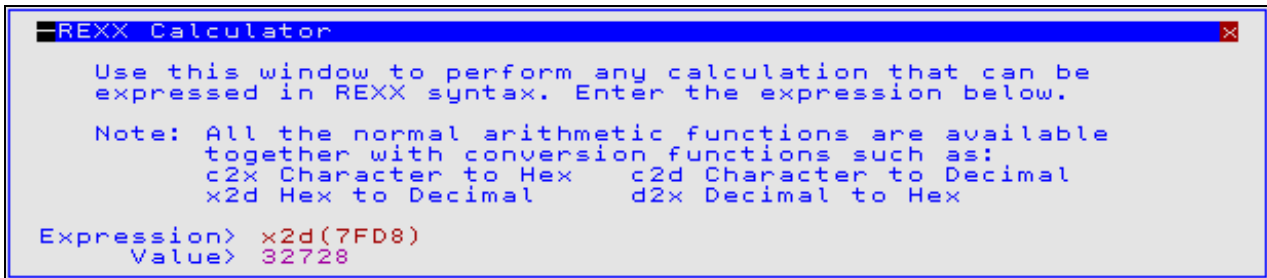 REXX Calculator
Use this window to perform any calculation that can be
expressed in REXX syntax. Enter the expression below.
Note: All the normal arithmetic functions are available
together with conversion functions such as:
c2x Character to Hex c2d Character to Decimal
x2d Hex to Decimal d2x Decimal to Hex
Expression> x2d(7FD8)
Value> 32728